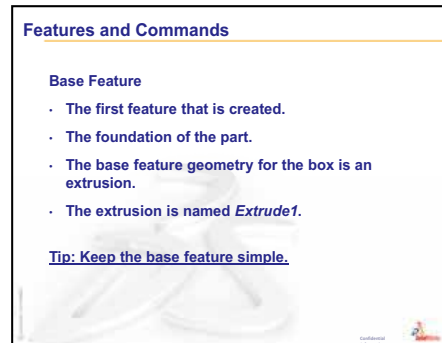 Features and Commands
Base Feature
• The first feature that is created.
• The foundation of the part.
• The base feature geometry for the box is an
extrusion.
• The extrusion is named Extrude1.
Tip: Keep the base feature simple.
Confidential